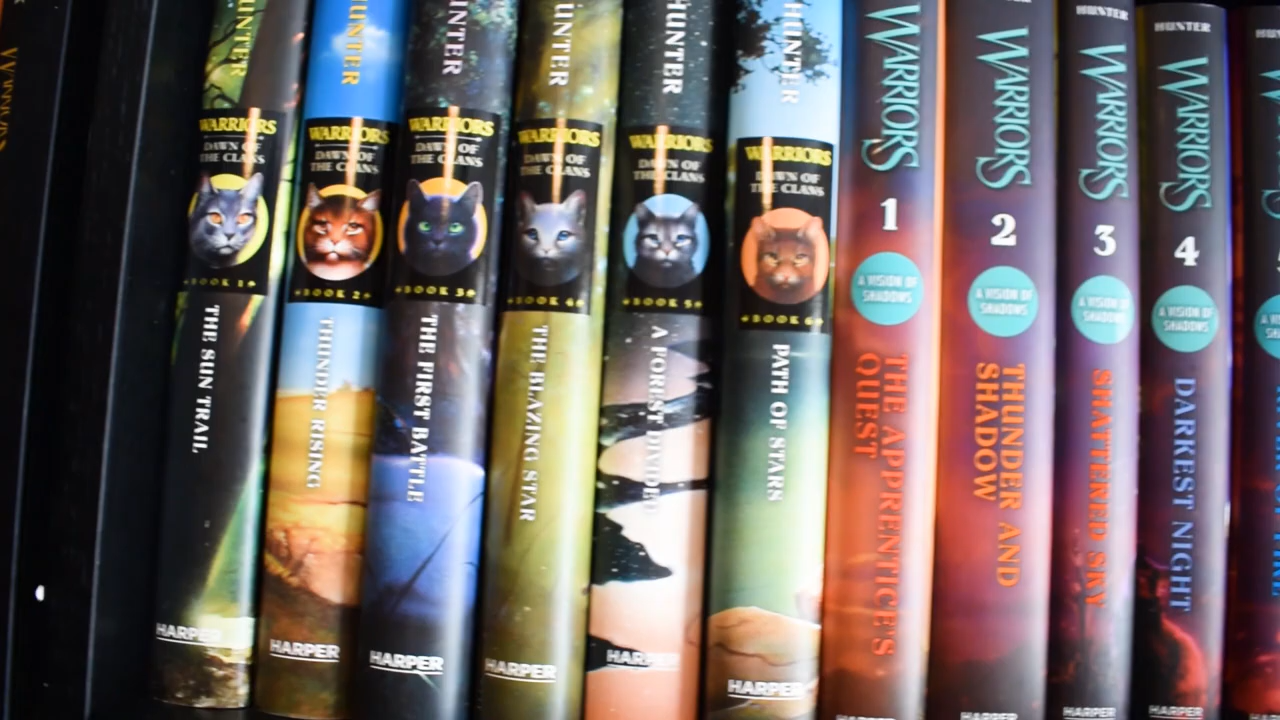 HUNTER
WARRIORS
DAWN OF
THE CLANS
BOOK 1
THE SUN TRAIL
HARPER
HUNTER
WARRIORS
DAWN OF
THE CLANS
BOOK 2
THUNDER RISING
HARPER
HUNTER
WARRIORS
DAWN OF
THE CLANS
BOOK 3
THE FIRST BATTLE
HARPER
HUNTER
WARRIORS
DAWN OF
THE CLANS
BOOK 4
THE BLAZING STAR
HARPER
HUNTER
WARRIORS
DAWN OF
THE CLANS
BOOK 5
A FOREST DIVIDED
HARPER
HUNTER
WARRIORS
DAWN OF
THE CLANS
BOOK 6
PATH OF STARS
HARPER
WARRIORS
1
A VISION OF
SHADOWS
THE APPRENTICE'S
QUEST
HARPER
WARRIORS
2
A VISION OF
SHADOWS
THUNDER AND
SHADOW
HARPER
HUNTER
WARRIORS
3
A VISION OF
SHADOWS
SHATTERED SKY
HARPER
HUNTER
WARRIORS
4
A VISION OF
SHADOWS
DARKEST NIGHT
HARPER